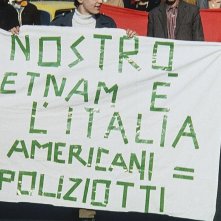 NOSTRO
ETNAM E
L'ITALIA
AMERICANI =
POLIZIOTTI